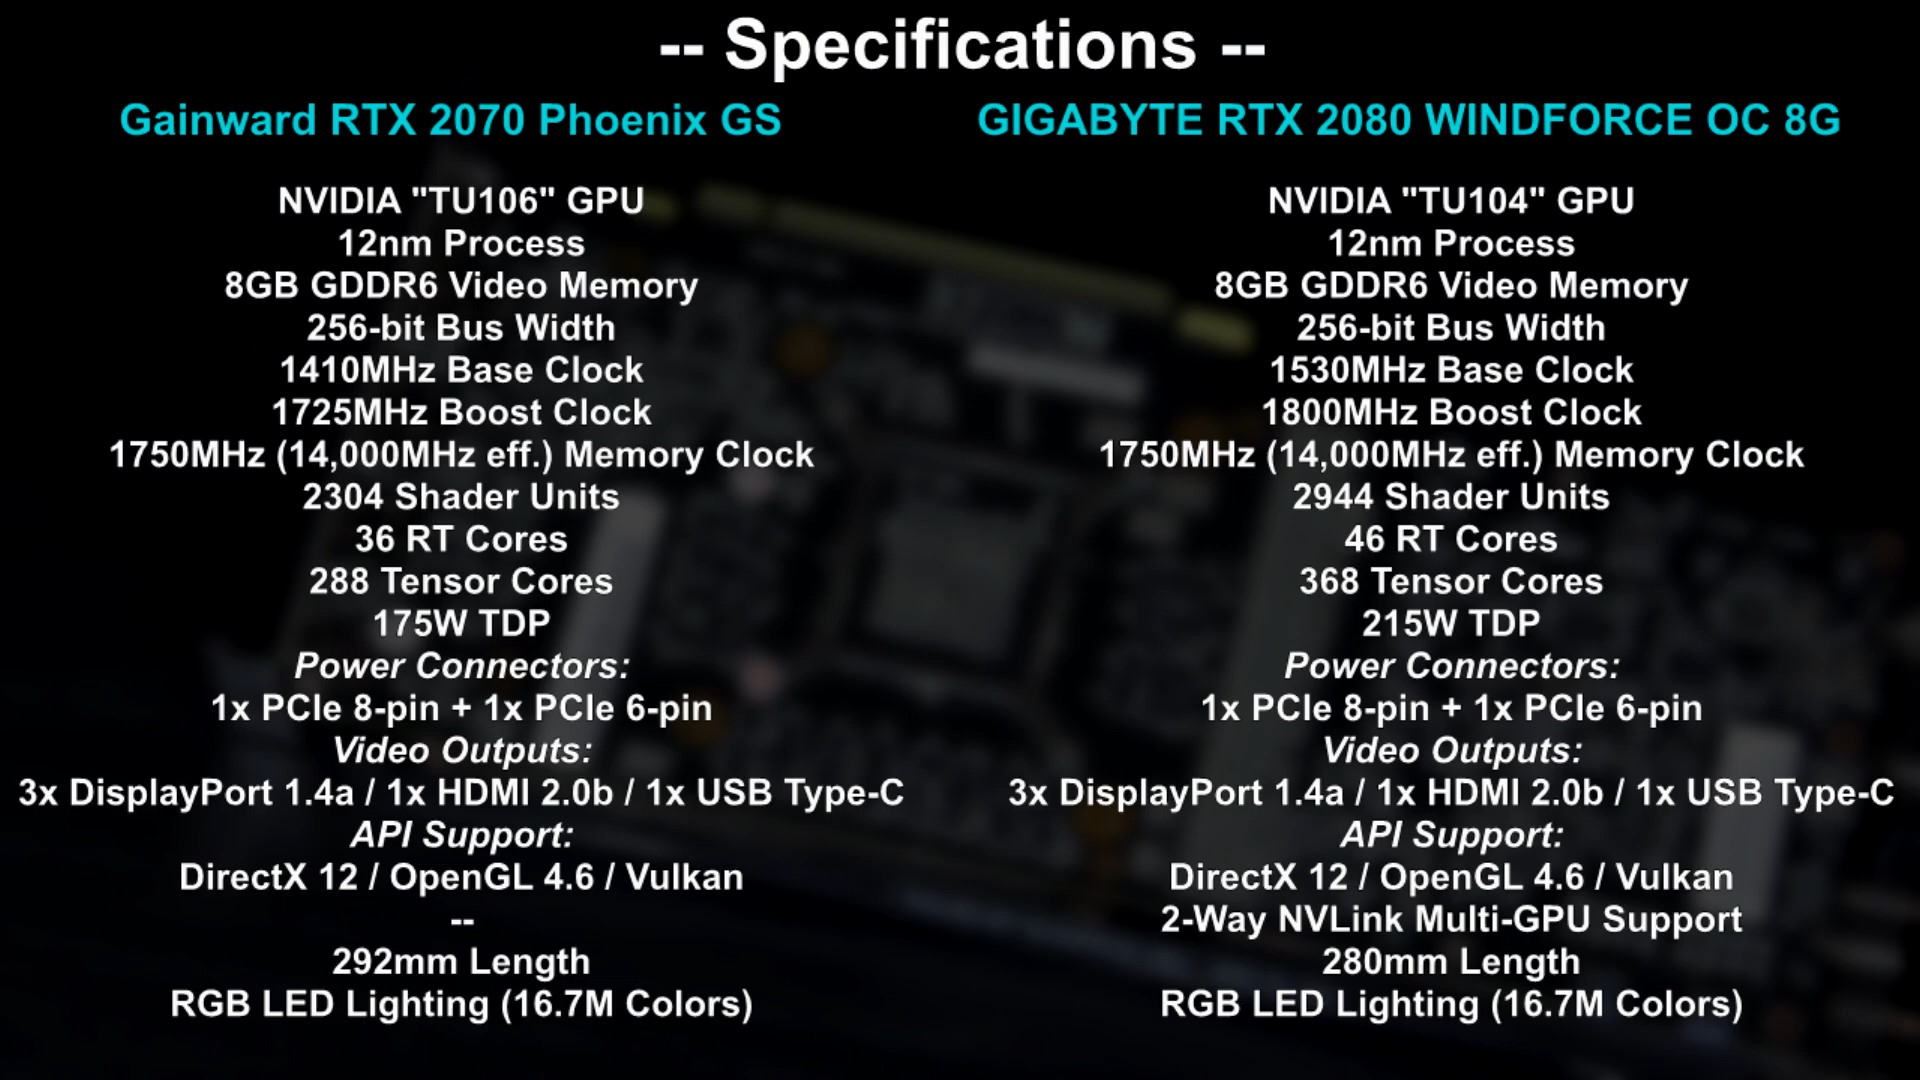 -- Specifications --
Gainward RTX 2070 Phoenix GS
NVIDIA "TU106" GPU
12nm Process
8GB GDDR6 Video Memory
256-bit Bus Width
1410MHz Base Clock
1725MHz Boost Clock
1750MHz (14,000MHz eff.) Memory Clock
2304 Shader Units
36 RT Cores
288 Tensor Cores
175W TDP
Power Connectors:
1x PCIe 8-pin + 1x PCIe 6-pin
Video Outputs:
3x DisplayPort 1.4a / 1x HDMI 2.0b / 1x USB Type-C
API Support:
DirectX 12 / OpenGL 4.6 / Vulkan
--
292mm Length
RGB LED Lighting (16.7M Colors)
GIGABYTE RTX 2080 WINDFORCE OC 8G
NVIDIA "TU104" GPU
12nm Process
8GB GDDR6 Video Memory
256-bit Bus Width
1530MHz Base Clock
1800MHz Boost Clock
1750MHz (14,000MHz eff.) Memory Clock
2944 Shader Units
46 RT Cores
368 Tensor Cores
215W TDP
Power Connectors:
1x PCIe 8-pin + 1x PCIe 6-pin
Video Outputs:
3x DisplayPort 1.4a / 1x HDMI 2.0b / 1x USB Type-C
API Support:
DirectX 12 / OpenGL 4.6 / Vulkan
2-Way NVLink Multi-GPU Support
280mm Length
RGB LED Lighting (16.7M Colors)